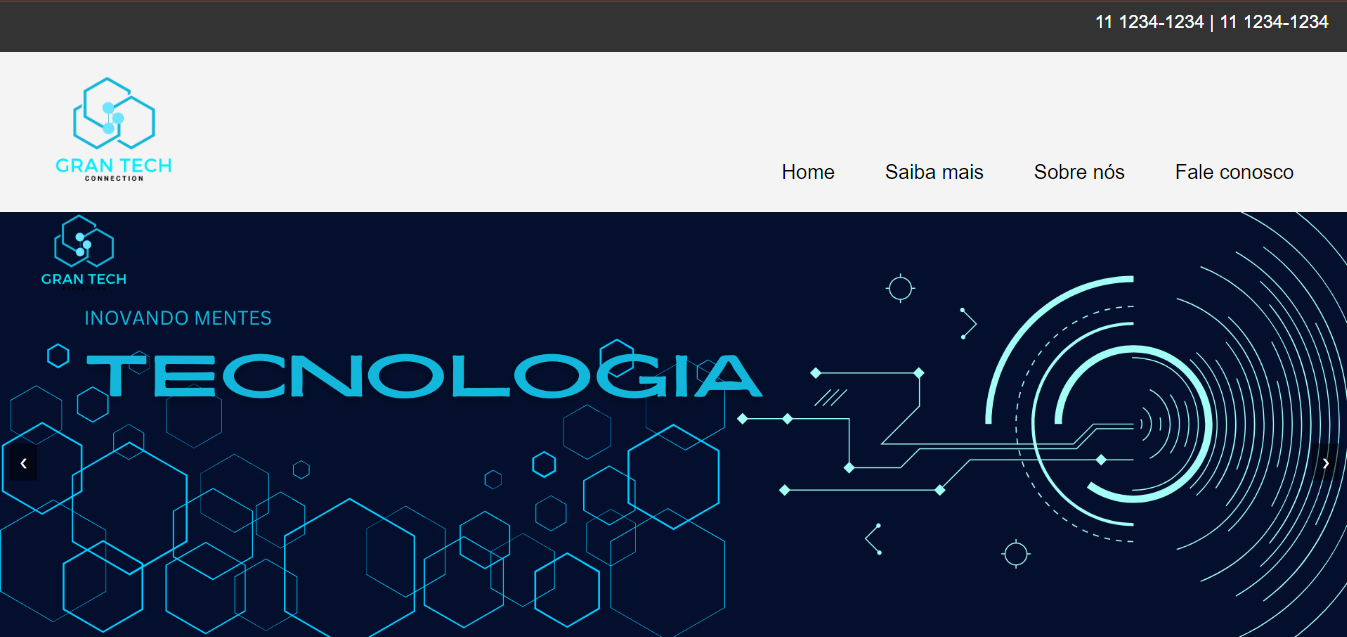 11 1234-1234 | 11 1234-1234
GRAN TECH
CONNECTION
Home
Saiba mais
Sobre nós
Fale conosco
GRAN TECH
INOVANDO MENTES
TECNOLOGIA